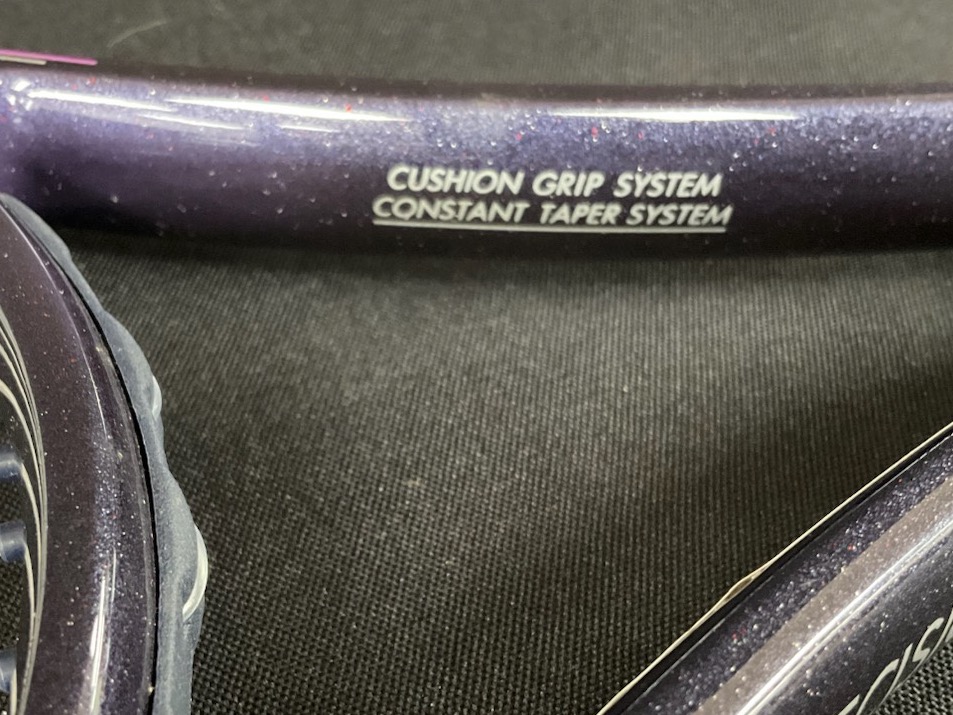 CUSHION GRIP SYSTEM
CONSTANT TAPER SYSTEM